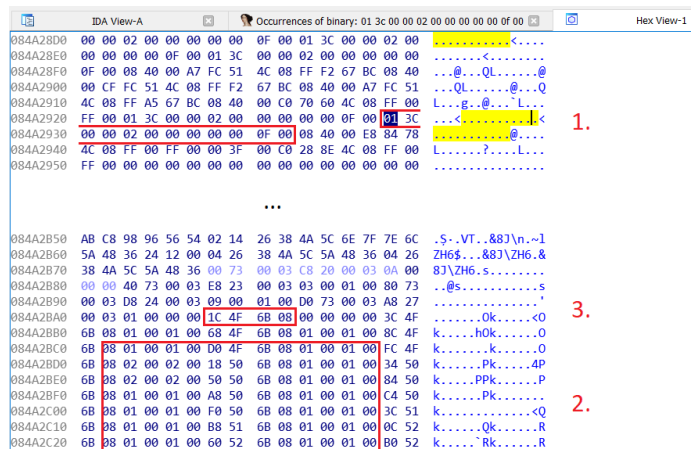 IDA View-A Occurrences of binary: 01 3c 00 00 02 00 00 00 00 00 0f 00 Hex View-1
084A28D0 00 00 02 00 00 00 00 00 0F 00 01 3C 00 00 02 00 ...........<....
084A28E0 00 00 00 00 0F 00 01 3C 00 00 02 00 00 00 00 00 .......<........
084A28F0 0F 00 08 40 00 A7 FC 51 4C 08 FF F2 67 BC 08 40 ...@...QL......@
084A2900 00 CF FC 51 4C 08 FF F2 67 BC 08 40 00 A7 FC 51 ...QL......@...Q
084A2910 4C 08 FF A5 67 BC 08 40 00 C0 70 60 4C 08 FF 00 L...g..@...`L...
084A2920 FF 00 01 3C 00 00 02 00 00 00 00 00 0F 00 01 3C ...<...........<
1.
084A2930 00 00 02 00 00 00 00 00 0F 00 08 40 00 E8 84 78 ...........@....
084A2940 4C 08 FF 00 FF 00 00 3F 00 C0 28 8E 4C 08 FF 00 L......?....L...
084A2950 FF 00 00 00 00 00 00 00 00 00 00 00 00 00 00 00 ................
...
084A2B50 AB C8 98 96 56 54 02 14 26 38 4A 5C 6E 7F 7E 6C .Ș-.VT..&8J\n.~l
084A2B60 5A 48 36 24 12 00 04 26 38 4A 5C 5A 48 36 04 26 ZH6$...&8J\ZH6.&
084A2B70 38 4A 5C 5A 48 36 00 73 00 03 C8 20 00 03 0A 00 8J\ZH6.s........
084A2B80 00 00 40 73 00 03 E8 23 00 03 03 00 01 00 80 73 ..@s...........s
084A2B90 00 03 D8 24 00 03 09 00 01 00 D0 73 00 03 A8 27 ...............'
084A2BA0 00 03 01 00 00 00 1C 4F 6B 08 00 00 00 00 3C 4F .......Ok.....<O
3.
084A2BB0 6B 08 01 00 01 00 68 4F 6B 08 01 00 01 00 8C 4F k.....hOk......O
084A2BC0 6B 08 01 00 01 00 D0 4F 6B 08 01 00 01 00 FC 4F k.......k......O
084A2BD0 6B 08 02 00 02 00 18 50 6B 08 01 00 01 00 34 50 k......Pk.....4P
084A2BE0 6B 08 02 00 02 00 50 50 6B 08 01 00 01 00 84 50 k.....PPk......P
084A2BF0 6B 08 01 00 01 00 A8 50 6B 08 01 00 01 00 C4 50 k......Pk......P
084A2C00 6B 08 01 00 01 00 F0 50 6B 08 01 00 01 00 3C 51 k.............<Q
2.
084A2C10 6B 08 01 00 01 00 B8 51 6B 08 01 00 01 00 0C 52 k......Qk......R
084A2C20 6B 08 01 00 01 00 60 52 6B 08 01 00 01 00 B0 52 k.....`Rk......R